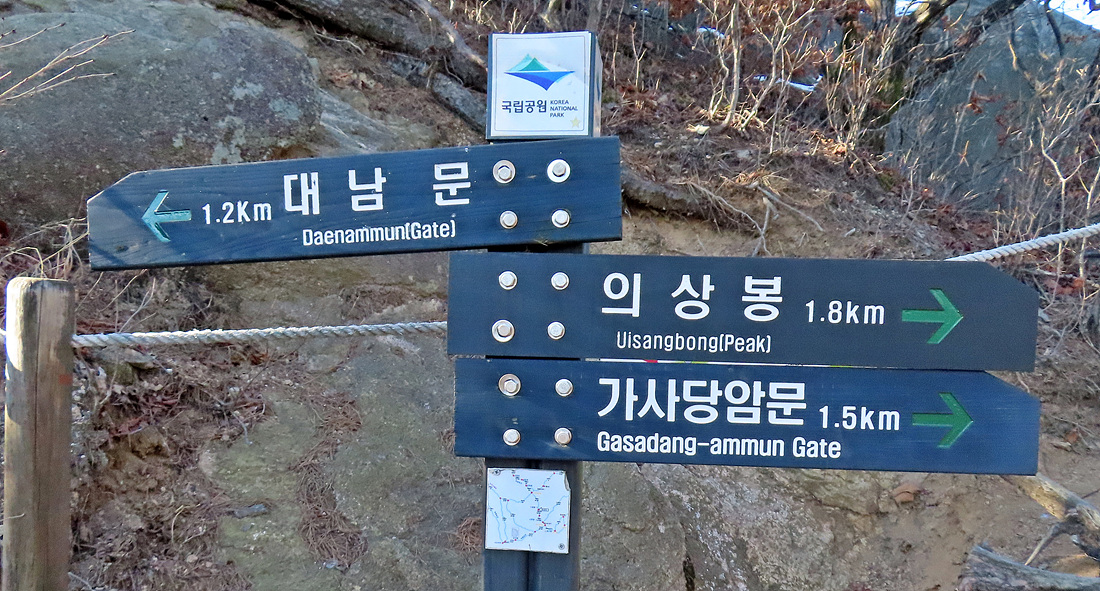 국립공원 KOREA
NATIONAL
PARK
1.2Km 대 남 문
Daenammun(Gate)
의 상 봉 1.8km
Uisangbong(Peak)
가사당암문 1.5km
Gasadang-ammun Gate